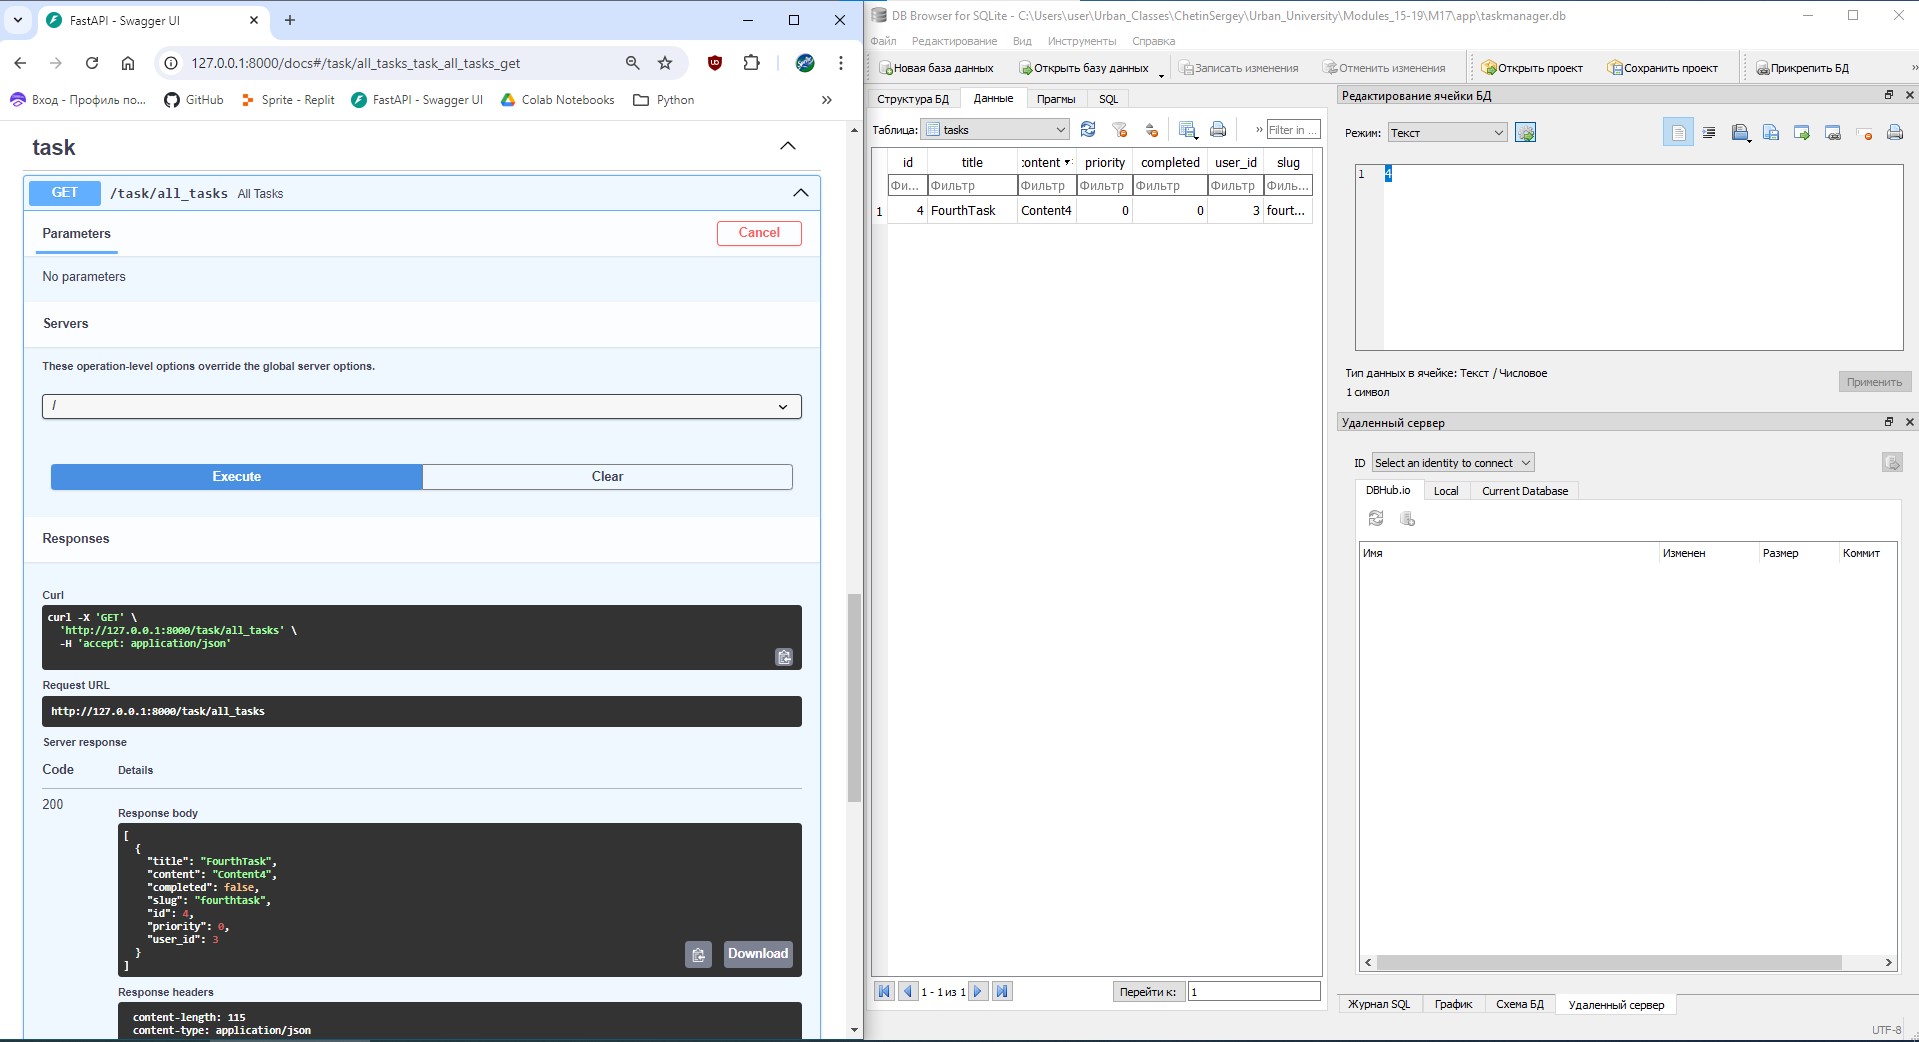 FastAPI - Swagger UI
127.0.0.1:8000/docs#/task/all_tasks_task_all_tasks_get
Вход - Профиль по...
GitHub
Sprite - Replit
FastAPI - Swagger UI
Colab Notebooks
Python
»
task
GET /task/all_tasks All Tasks
Parameters
Cancel
No parameters
Servers
These operation-level options override the global server options.
/
Execute
Clear
Responses
Curl
curl -X 'GET' \
'http://127.0.0.1:8000/task/all_tasks' \
-H 'accept: application/json'
Request URL
http://127.0.0.1:8000/task/all_tasks
Server response
Code Details
200
Response body
[
{
"title": "FourthTask",
"content": "Content4",
"completed": false,
"slug": "fourthtask",
"id": 4,
"priority": 0,
"user_id": 3
}
]
Download
Response headers
content-length: 115
content-type: application/json
DB Browser for SQLite - C:\Users\user\Urban_Classes\ChetinSergey\Urban_University\Modules_15-19\M17\app\taskmanager.db
Файл Редактирование Вид Инструменты Справка
Новая база данных Открыть базу данных Записать изменения Отменить изменения Открыть проект Сохранить проект Прикрепить БД »
Структура БД Данные Прагмы SQL
Таблица: tasks » Filter in ...
id title :ontent priority completed user_id slug
Фи... Фильтр Фильтр Фильтр Фильтр Фильтр Филь...
1 4 FourthTask Content4 0 0 3 fourt...
1 - 1 из 1
Перейти к: 1
Редактирование ячейки БД
Режим: Текст
1 4
Тип данных в ячейке: Текст / Числовое
1 символ
Применить
Удаленный сервер
ID Select an identity to connect
DBHub.io Local Current Database
Имя Изменен Размер Коммит
Журнал SQL График Схема БД Удаленный сервер
UTF-8